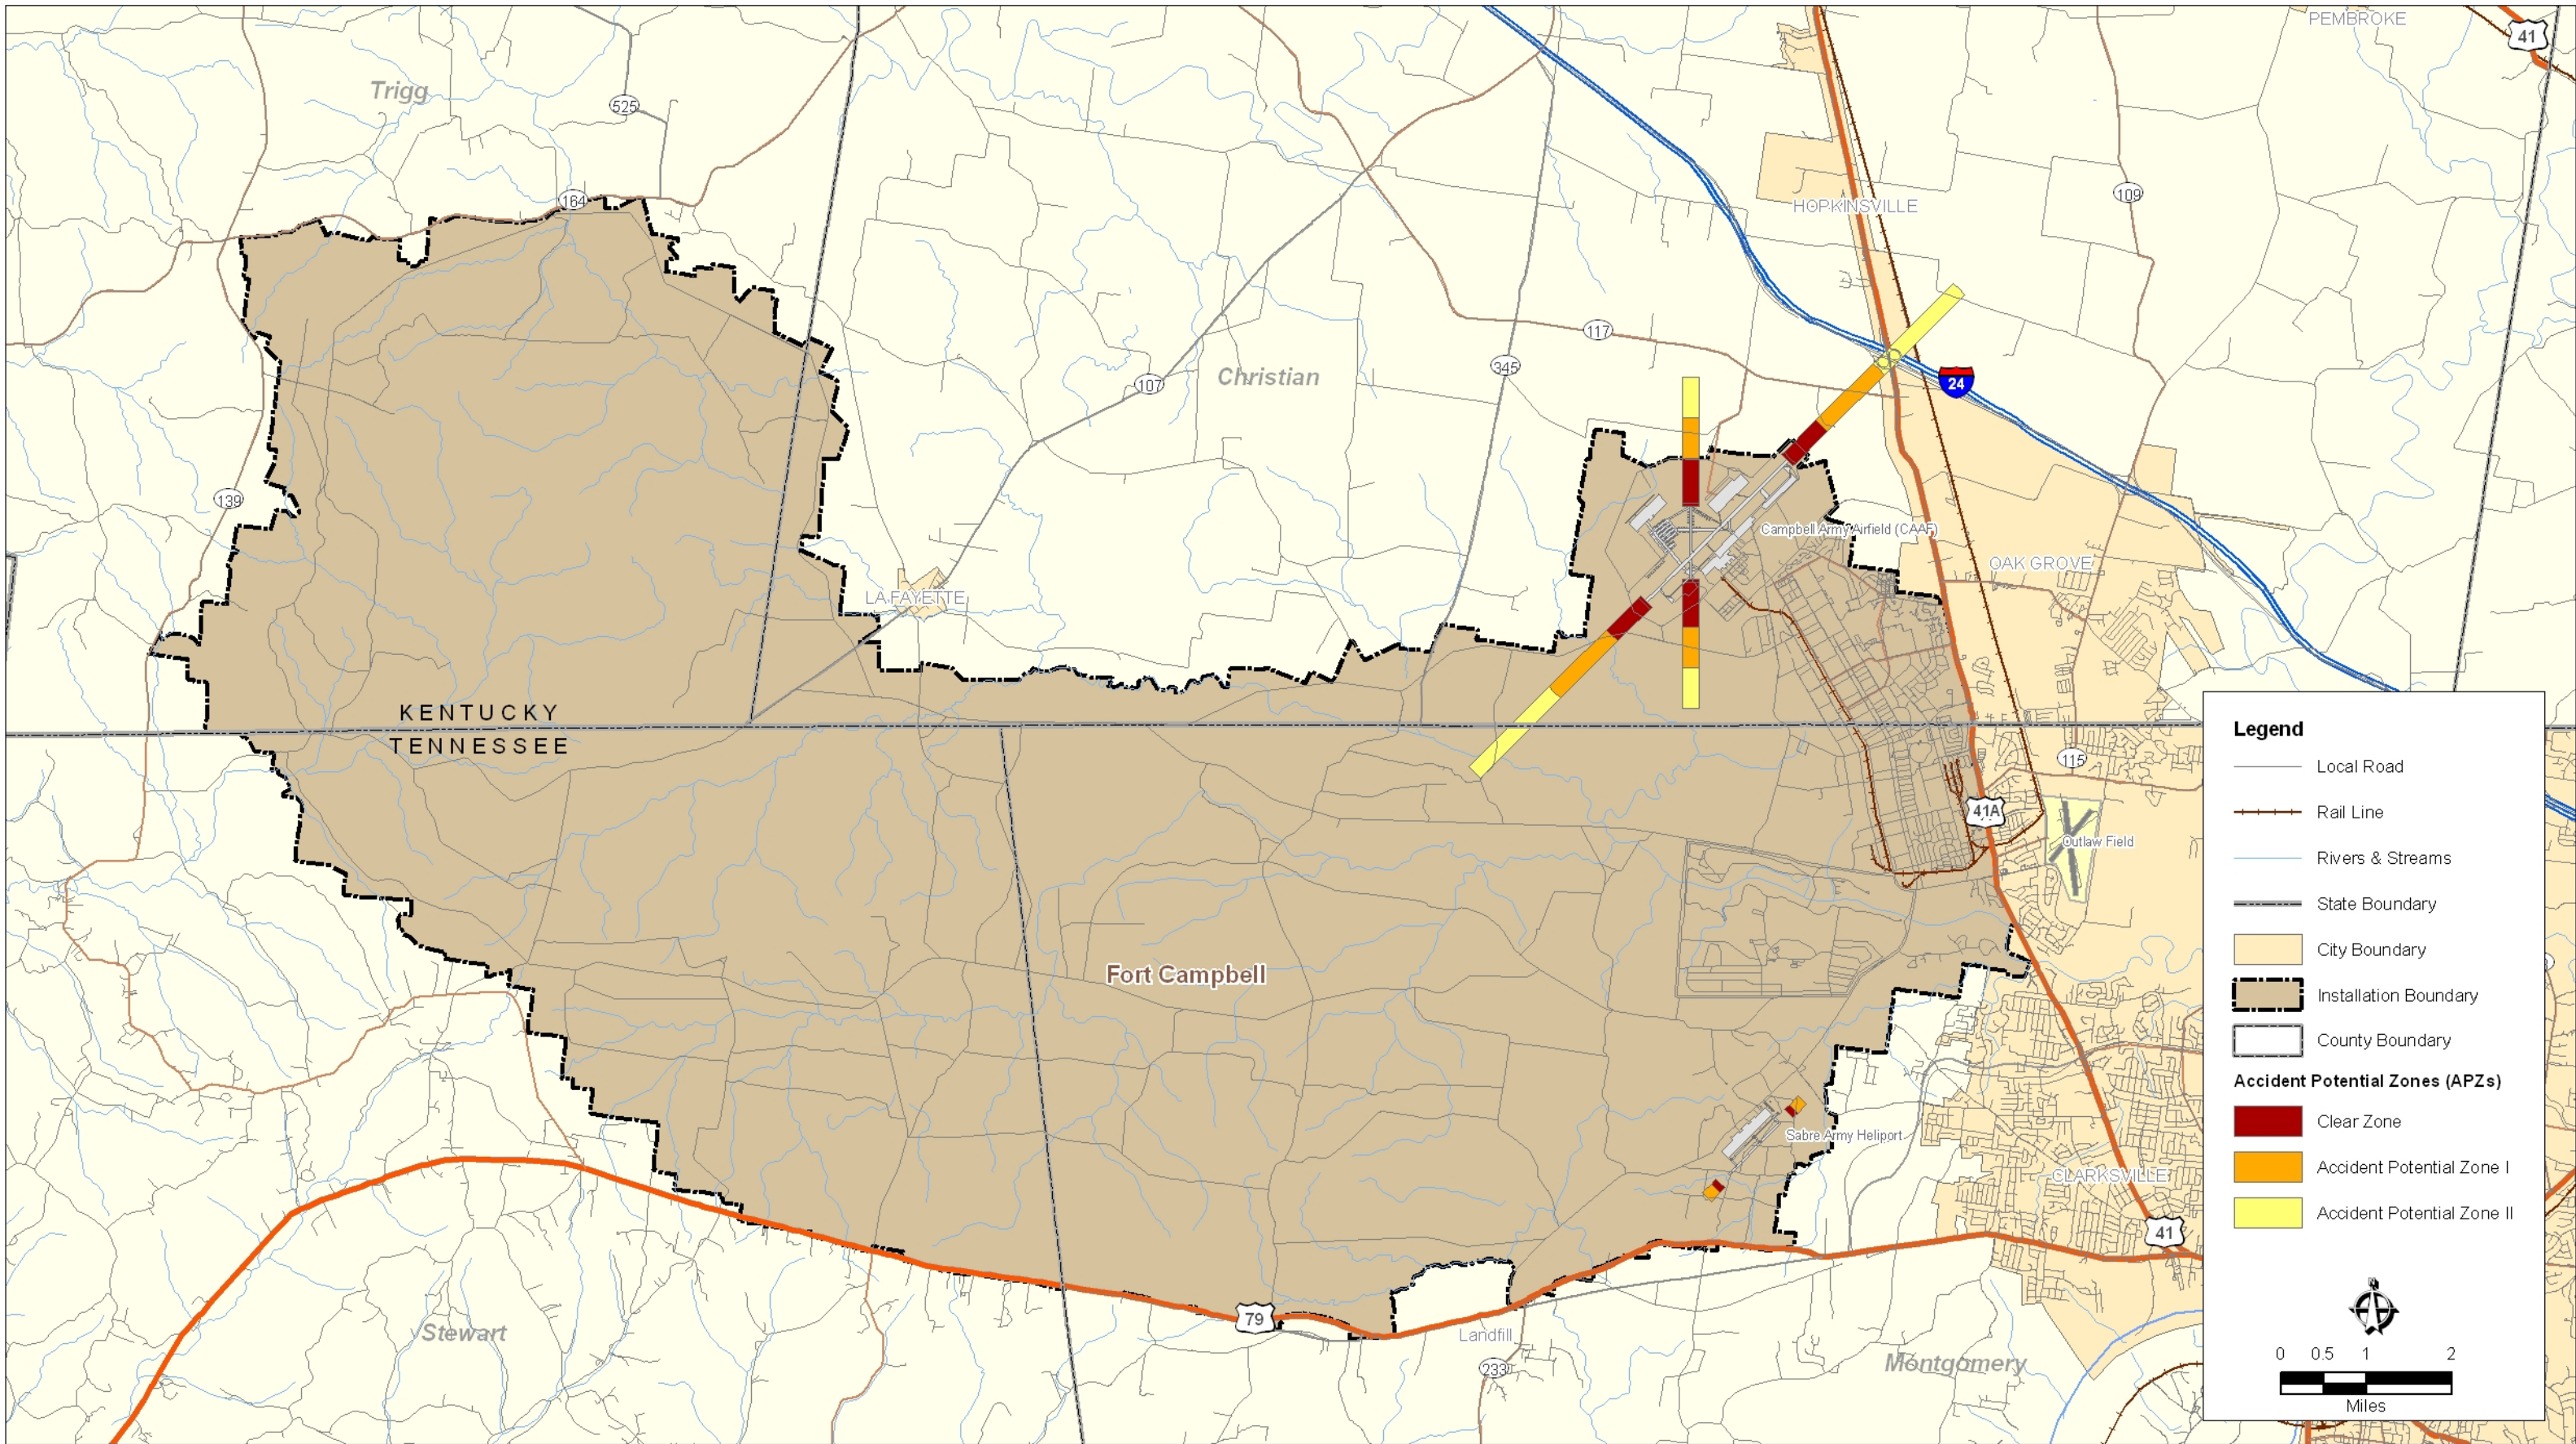 PEMBROKE
41
Trigg
525
164
109
HOPKINSVILLE
117
345
Christian
107
24
139
Campbell Army Airfield (CAAF)
OAK GROVE
LA FAYETTE
KENTUCKY
TENNESSEE
115
41A
Outlaw Field
Fort Campbell
Sabre Army Heliport
CLARKSVILLE
41
79
Stewart
Landfill
233
Montgomery
Legend
Local Road
Rail Line
Rivers & Streams
State Boundary
City Boundary
Installation Boundary
County Boundary
Accident Potential Zones (APZs)
Clear Zone
Accident Potential Zone I
Accident Potential Zone II
0 0.5 1 2
Miles